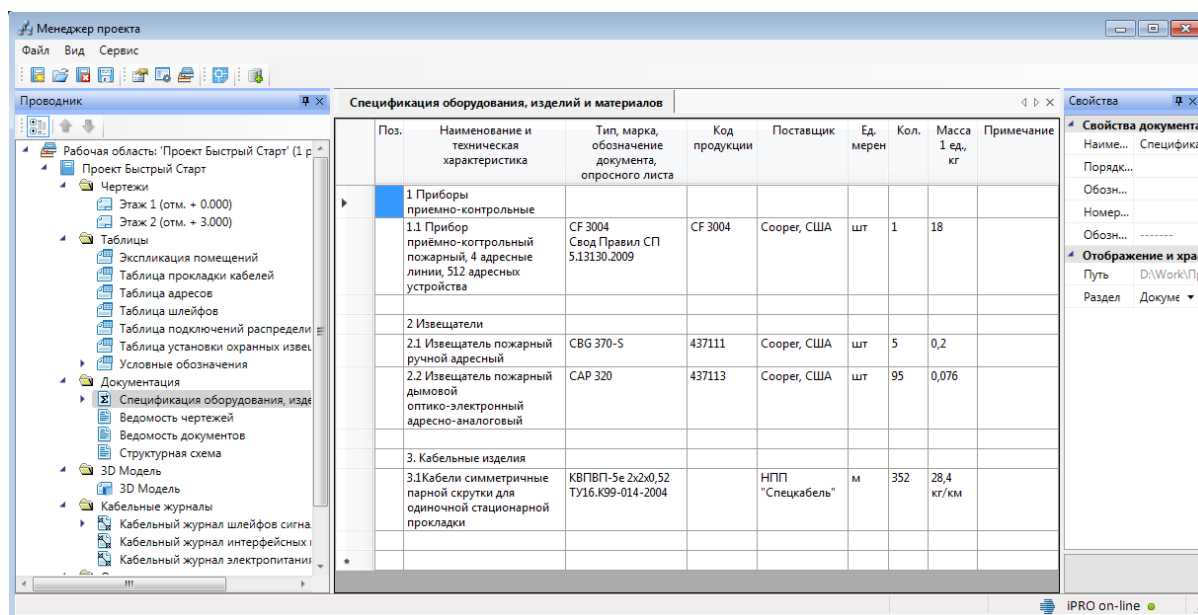 Менеджер проекта
Файл Вид Сервис
Проводник
Рабочая область: 'Проект Быстрый Старт' (1 р
Проект Быстрый Старт
Чертежи
Этаж 1 (отм. + 0.000)
Этаж 2 (отм. + 3.000)
Таблицы
Экспликация помещений
Таблица прокладки кабелей
Таблица адресов
Таблица шлейфов
Таблица подключений распредели
Таблица установки охранных извец
Условные обозначения
Документация
Спецификация оборудования, изде
Ведомость чертежей
Ведомость документов
Структурная схема
3D Модель
3D Модель
Кабельные журналы
Кабельный журнал шлейфов сигна
Кабельный журнал интерфейсных
Кабельный журнал электропитания
Спецификация оборудования, изделий и материалов
Поз. Наименование и техническая характеристика Тип, марка, обозначение документа, опросного листа Код продукции Поставщик Ед. мерен Кол. Масса 1 ед., кг Примечание
1 Приборы
приемно-контрольные
1.1 Прибор CF 3004 CF 3004 Cooper, США шт 1 18
приёмно-коггрольный Свод Правил СП
пожарный, 4 адресные 5.13130.2009
линии, 512 адресных
устройства
2 Извещатели
2.1 Извещатель пожарный CBG 370-S 437111 Cooper, США шт 5 0,2
ручной адресный
2.2 Извещатель пожарный CAP 320 437113 Cooper, США шт 95 0,076
дымовой
оптико-электронный
адресно-аналоговый
3. Кабельные изделия
3.1Кабели симметричные КВПВП-5е 2х2х0,52 НПП м 352 28,4
парной скрутки для ТУ16.К99-014-2004 "Спецкабель" кг/км
одиночной стационарной
прокладки
Свойства
Свойства документа
Наиме... Специфика
Порядк...
Обозн...
Номер...
Обозн... -------
Отображение и хра
Путь D:\Work\П
Раздел Докуме
iPRO on-line